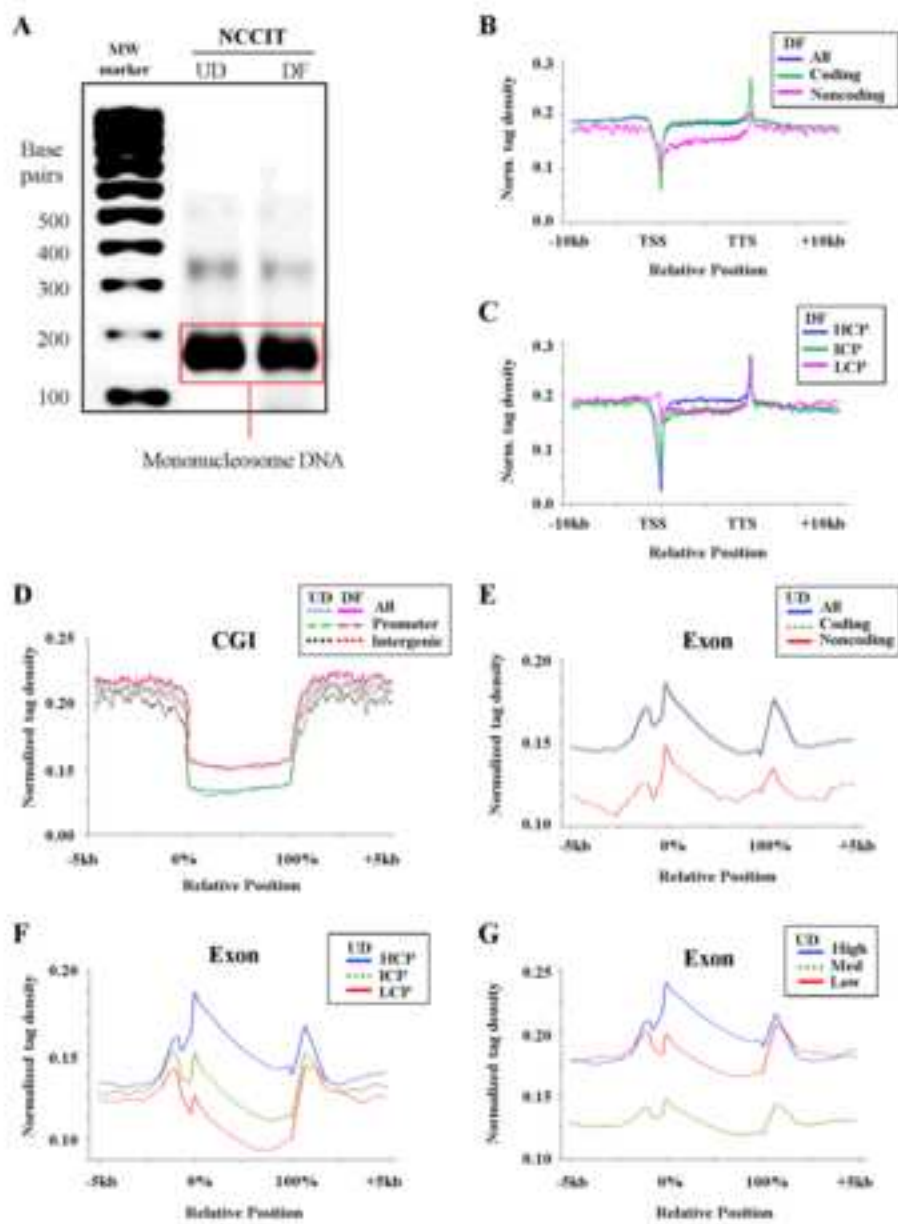 A
NCCIT
MW marker
UD DF
Base pairs
500
400
300
200
100
Mononucleosome DNA
B
DF
All
Coding
Noncoding
Norm. tag density
0.3
0.2
0.1
0.0
-10kb TSS TTS +10kb
Relative Position
C
DF
HCP
ICP
LCP
Norm. tag density
0.3
0.2
0.1
0.0
-10kb TSS TTS +10kb
Relative Position
D
UD DF
All
Promoter
Intergenic
CGI
Normalized tag density
0.25
0.20
0.15
0.00
-5kb 0% 100% +5kb
Relative Position
E
UD
All
Coding
Noncoding
Exon
Normalized tag density
0.20
0.15
0.10
-5kb 0% 100% +5kb
Relative Position
F
UD
HCP
ICP
LCP
Exon
Normalized tag density
0.20
0.15
0.10
-5kb 0% 100% +5kb
Relative Position
G
UD
High
Med
Low
Exon
Normalized tag density
0.25
0.20
0.15
0.10
-5kb 0% 100% +5kb
Relative Position